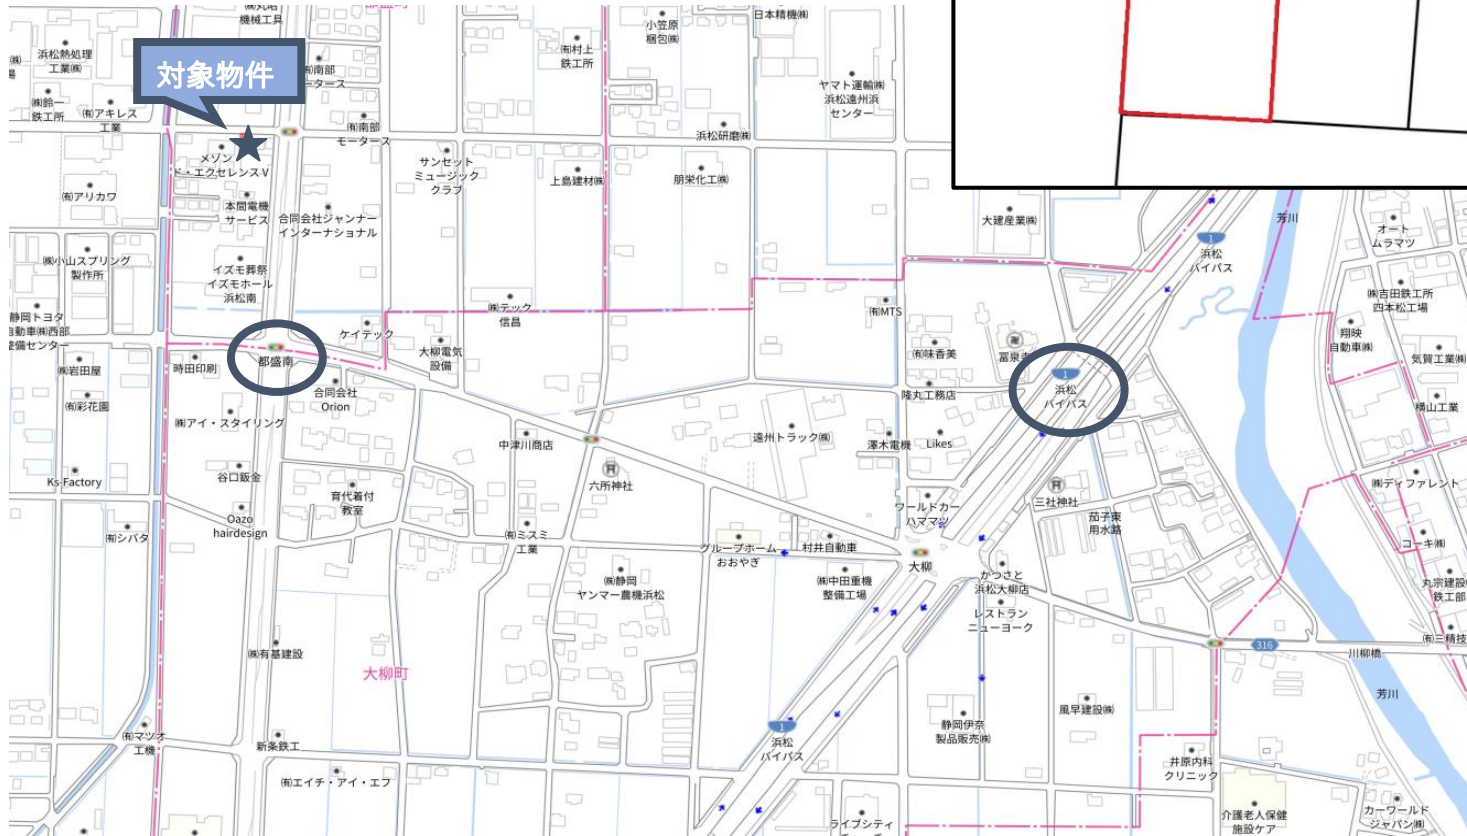 機械工具
小笠原
梱包㈱
日本精機㈱
浜松熱処理
工業㈱
対象物件
㈲村上
鉄工所
㈲南部
ヤマト運輸㈱
浜松遠州浜
センター
㈱鈴一
鉄工所
㈲アキレス
工業
㈲南部
モータース
浜松研磨㈱
メゾン
ド・エクセレンスⅤ
サンセット
ミュージック
クラブ
上島建材㈱
朋栄化工㈱
㈲アリカワ
本間電機
サービス
合同会社ジャンナー
インターナショナル
大建産業㈱
芳川
オート
ムラマツ
1
浜松
バイパス
㈱小山スプリング
製作所
イズモ葬祭
イズモホール
浜松南
㈱吉田鉄工所
四本松工場
㈱テック
信昌
㈲MTS
静岡トヨタ
自動車㈱西部
整備センター
ケイテック
翔映
自動車㈱
都盛南
大柳電気
設備
㈲味香美
冨泉寺
気賀工業㈱
時田印刷
㈱岩田屋
1
浜松
バイパス
合同会社
Orion
隆丸工務店
㈲彩花園
横山工業
㈱アイ・スタイリング
中津川商店
遠州トラック㈱
澤木電機
Likes
谷口鈑金
Ks-Factory
六所神社
育代着付
教室
三社神社
㈱ディファレント
ワールドカー
ハママツ
茄子東
用水路
Oazo
hairdesign
㈲シバタ
㈲ミスミ
工業
グループホーム
おおやぎ
村井自動車
大柳
コーキ㈱
㈱静岡
ヤンマー農機浜松
㈱中田重機
整備工場
かつさと
浜松大柳店
丸宗建設㈱
鉄工部
レストラン
ニューヨーク
㈱有基建設
316
川柳橋
㈲三精技
大柳町
芳川
風早建設㈱
1
浜松
バイパス
静岡伊奈
製品販売㈱
㈲マツオ
工機
新条鉄工
井原内科
クリニック
㈲エイチ・アイ・エフ
介護老人保健
施設ケア
カーワールド
ジャパン㈱
ライブシティ